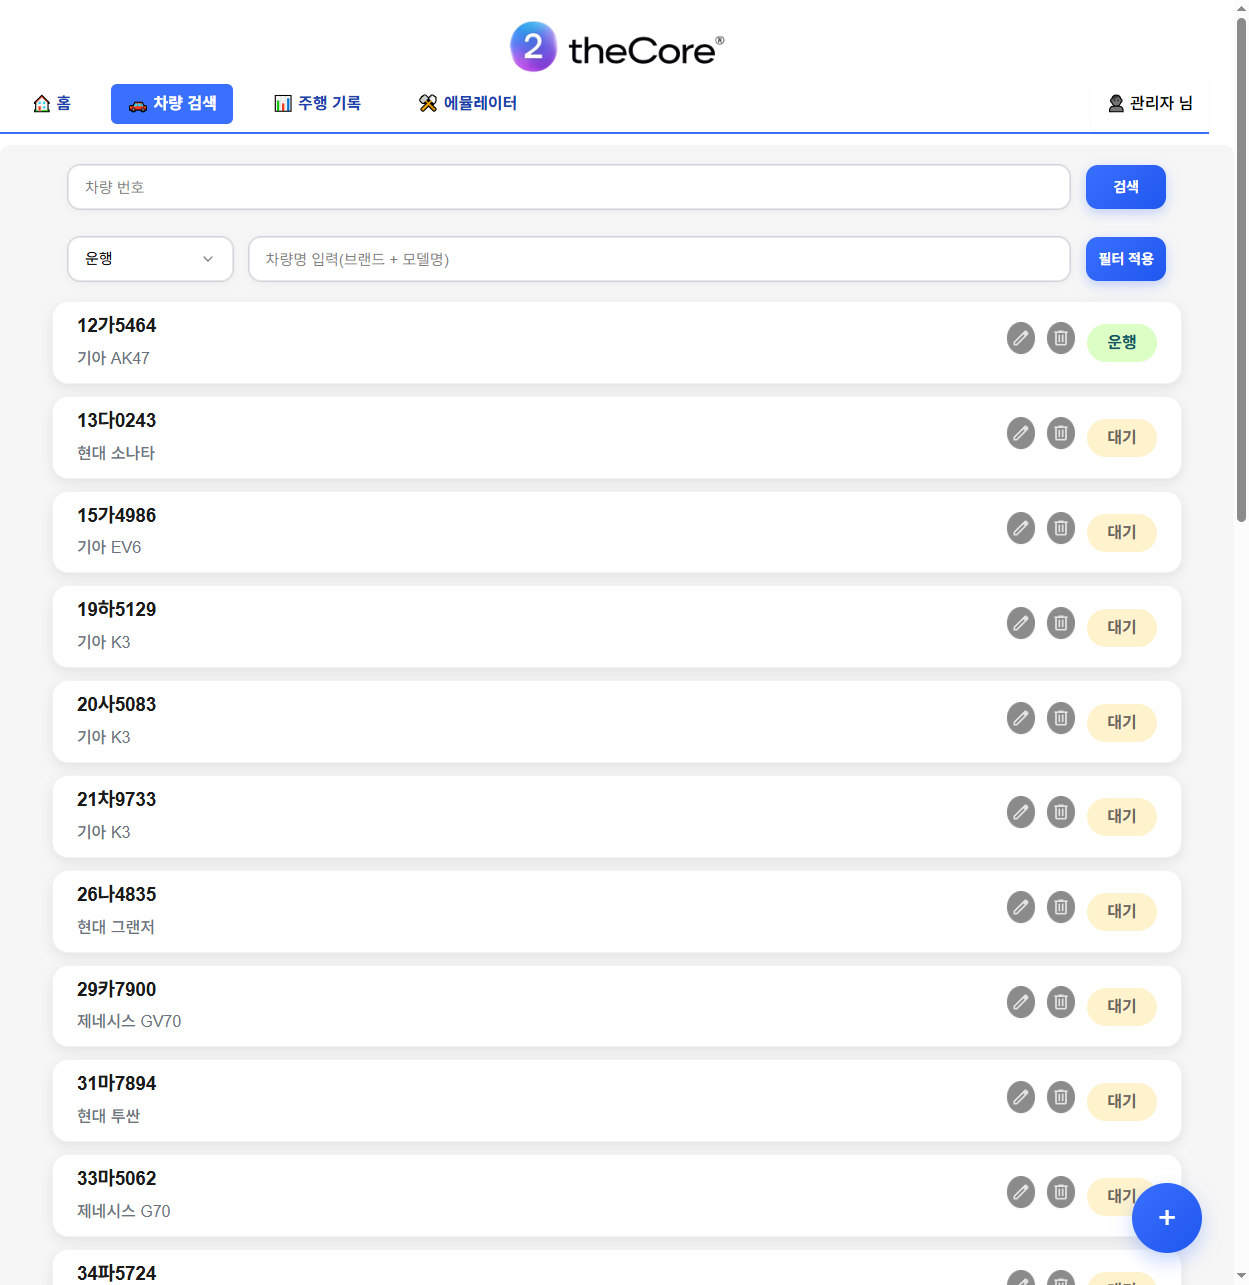 2 theCore®
홈
차량 검색
주행 기록
에뮬레이터
관리자 님
차량 번호
검색
운행
차량명 입력(브랜드 + 모델명)
필터 적용
12가5464
기아 AK47
운행
13다0243
현대 소나타
대기
15가4986
기아 EV6
대기
19하5129
기아 K3
대기
20사5083
기아 K3
대기
21차9733
기아 K3
대기
26나4835
현대 그랜저
대기
29카7900
제네시스 GV70
대기
31마7894
현대 투싼
대기
33마5062
제네시스 G70
대기
+
34파5724